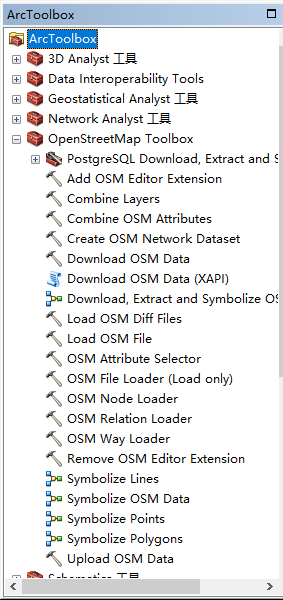 ArcToolbox
ArcToolbox
3D Analyst 工具
Data Interoperability Tools
Geostatistical Analyst 工具
Network Analyst 工具
OpenStreetMap Toolbox
PostgreSQL Download, Extract and S
Add OSM Editor Extension
Combine Layers
Combine OSM Attributes
Create OSM Network Dataset
Download OSM Data
Download OSM Data (XAPI)
Download, Extract and Symbolize OS
Load OSM Diff Files
Load OSM File
OSM Attribute Selector
OSM File Loader (Load only)
OSM Node Loader
OSM Relation Loader
OSM Way Loader
Remove OSM Editor Extension
Symbolize Lines
Symbolize OSM Data
Symbolize Points
Symbolize Polygons
Upload OSM Data
Schematics 工具